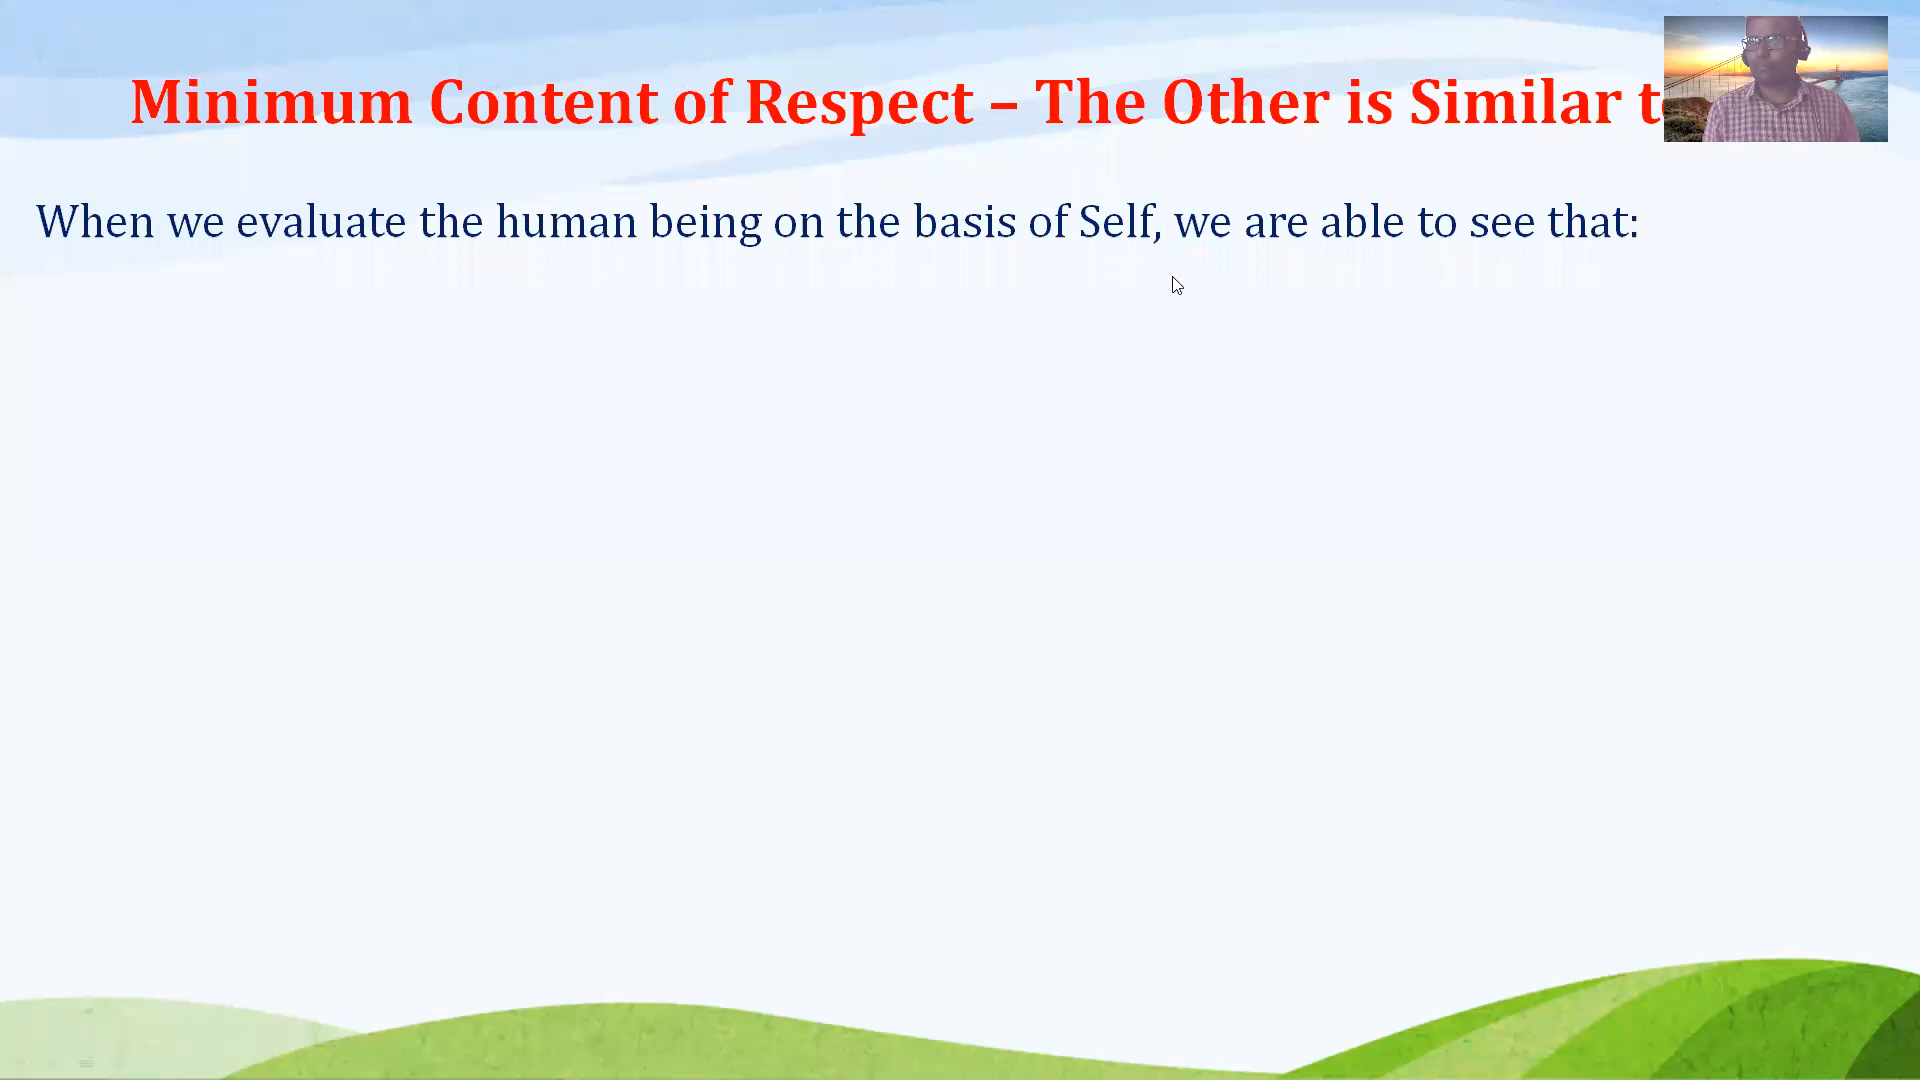 Minimum Content of Respect – The Other is Similar
When we evaluate the human being on the basis of Self, we are able to see that: